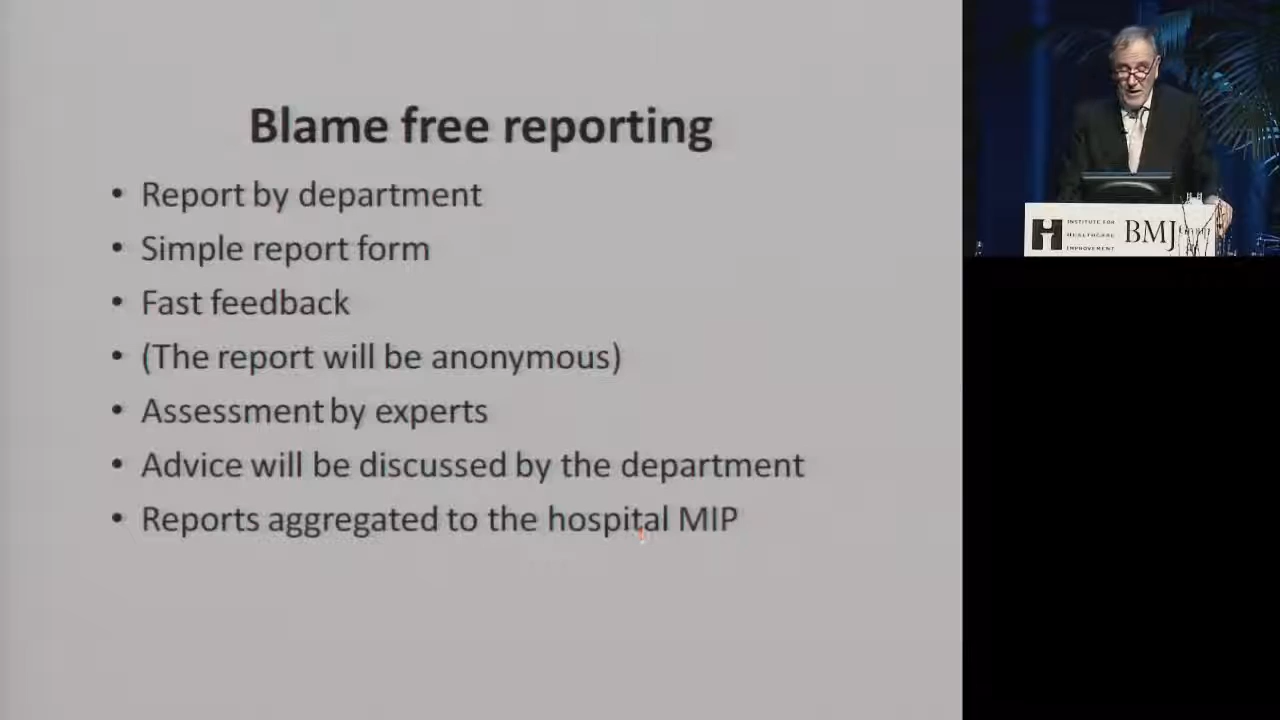 Blame free reporting
• Report by department
• Simple report form
• Fast feedback
• (The report will be anonymous)
• Assessment by experts
• Advice will be discussed by the department
• Reports aggregated to the hospital MIP
INSTITUTE FOR
HEALTHCARE
IMPROVEMENT
BMJ